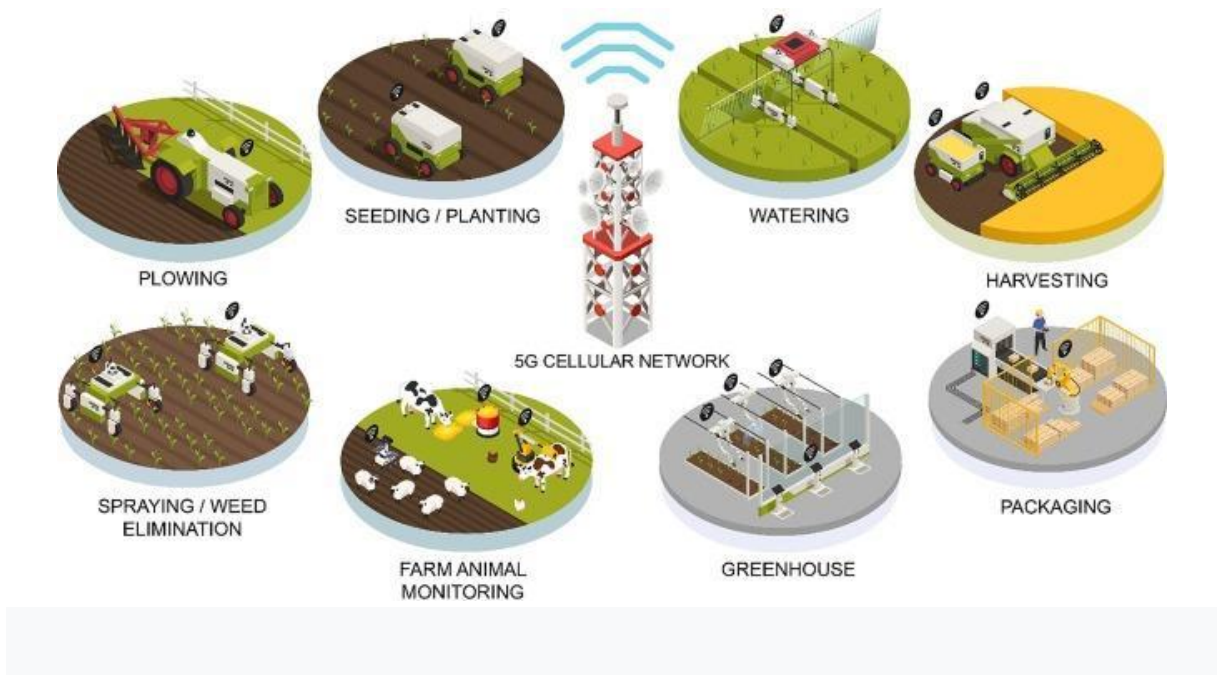 SEEDING / PLANTING
WATERING
PLOWING
HARVESTING
5G CELLULAR NETWORK
SPRAYING / WEED
ELIMINATION
PACKAGING
FARM ANIMAL
MONITORING
GREENHOUSE